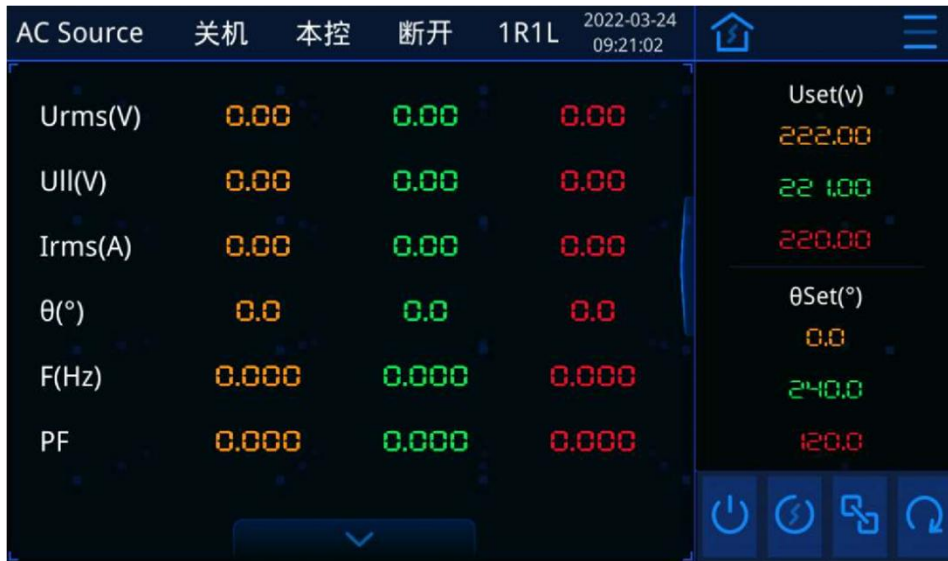 AC Source 关机 本控 断开 1R1L 2022-03-24
09:21:02
Urms(V) 0.00 0.00 0.00
Ull(V) 0.00 0.00 0.00
Irms(A) 0.00 0.00 0.00
θ(°) 0.0 0.0 0.0
F(Hz) 0.000 0.000 0.000
PF 0.000 0.000 0.000
Uset(v)
222.00
221.00
220.00
θSet(°)
0.0
240.0
120.0